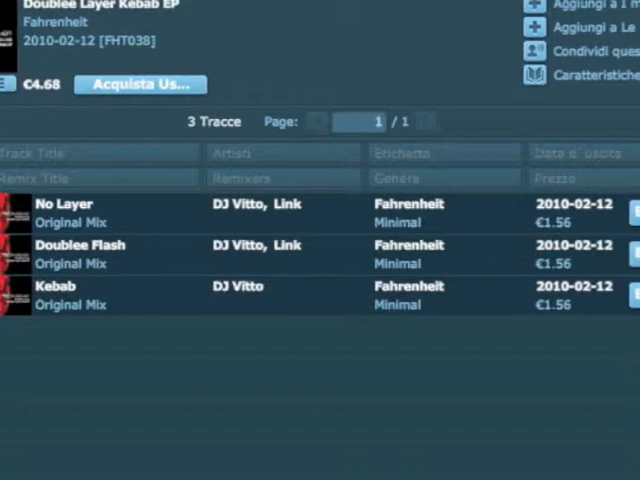 Doublee Layer Kebab EP
Fahrenheit
2010-02-12 [FHT038]
€4.68 Acquista Us...
Aggiungi a I m
Aggiungi a Le
Condividi ques
Caratteristiche
3 Tracce Page: 1 / 1
Track Title Artisti Etichetta Data d'uscita
Remix Title Remixers Genere Prezzo
No Layer DJ Vitto, Link Fahrenheit 2010-02-12
Original Mix Minimal €1.56
Doublee Flash DJ Vitto, Link Fahrenheit 2010-02-12
Original Mix Minimal €1.56
Kebab DJ Vitto Fahrenheit 2010-02-12
Original Mix Minimal €1.56